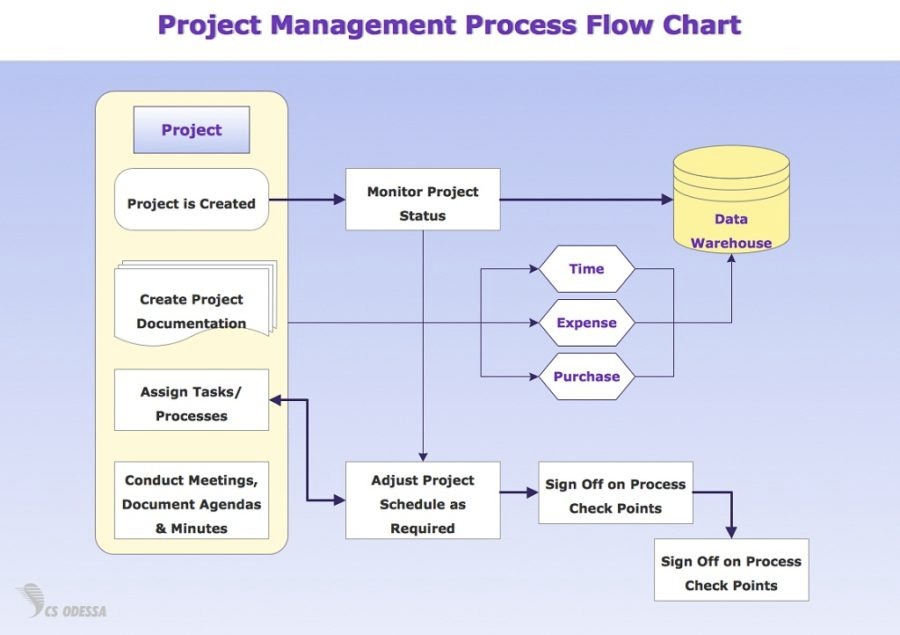 Project Management Process Flow Chart
Project
Project is Created
Monitor Project
Status
Data
Warehouse
Time
Create Project
Documentation
Expense
Purchase
Assign Tasks/
Processes
Conduct Meetings,
Document Agendas
& Minutes
Adjust Project
Schedule as
Required
Sign Off on Process
Check Points
Sign Off on Process
Check Points
CS ODESSA